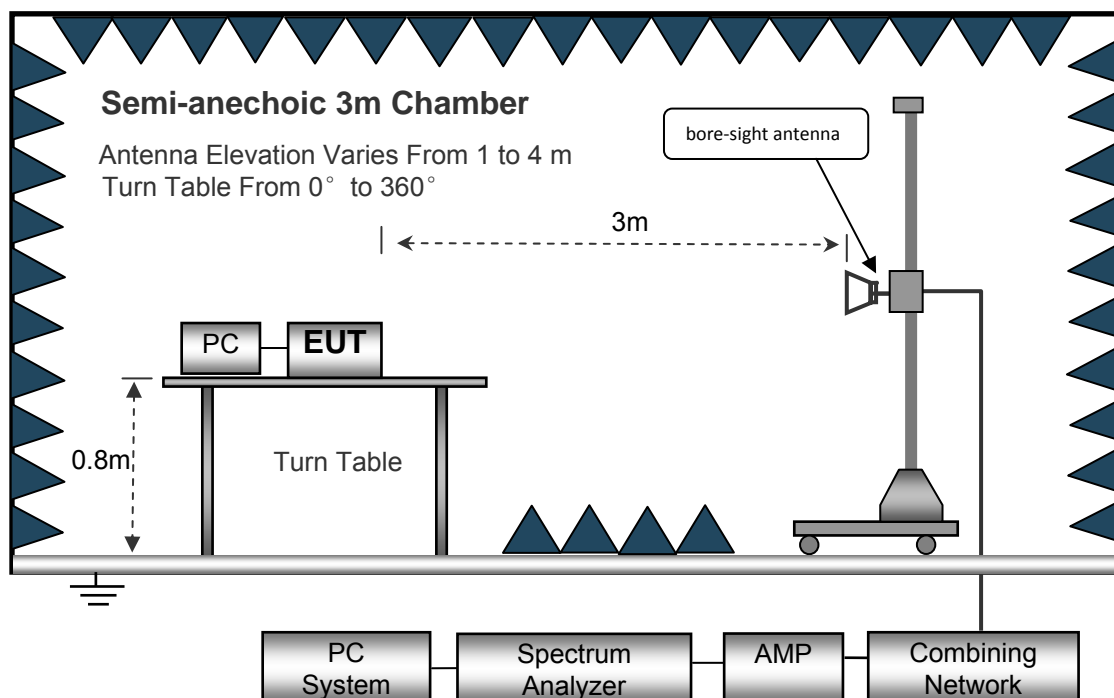 Semi-anechoic 3m Chamber
Antenna Elevation Varies From 1 to 4 m
Turn Table From 0° to 360°
bore-sight antenna
3m
PC
EUT
0.8m
Turn Table
PC
System
Spectrum
Analyzer
AMP
Combining
Network